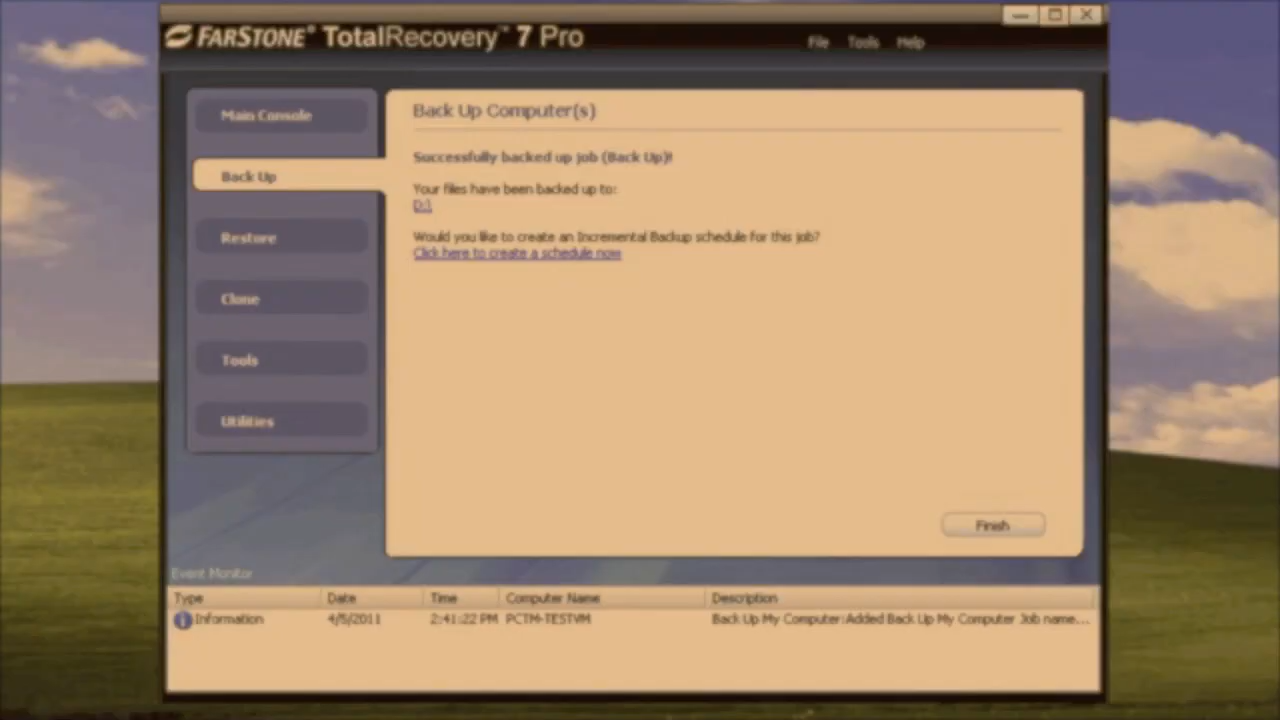 FARSTONE® TotalRecovery™ 7 Pro
File Tools Help
Main Console
Back Up
Restore
Clone
Tools
Utilities
Back Up Computer(s)
Successfully backed up job (Back Up)!
Your files have been backed up to:
D:\
Would you like to create an Incremental Backup schedule for this job?
Click here to create a schedule now
Finish
Event Monitor
Type Date Time Computer Name Description
Information 4/5/2011 2:41:22 PM PCTM-TESTVM Back Up My Computer:Added Back Up My Computer Job name...